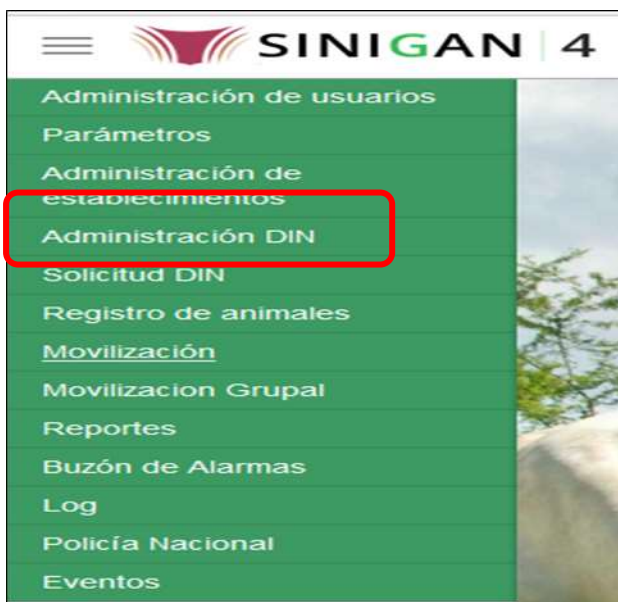 SINIGAN 4
Administración de usuarios
Parámetros
Administración de
establecimientos
Administración DIN
Solicitud DIN
Registro de animales
Movilización
Movilizacion Grupal
Reportes
Buzón de Alarmas
Log
Policía Nacional
Eventos